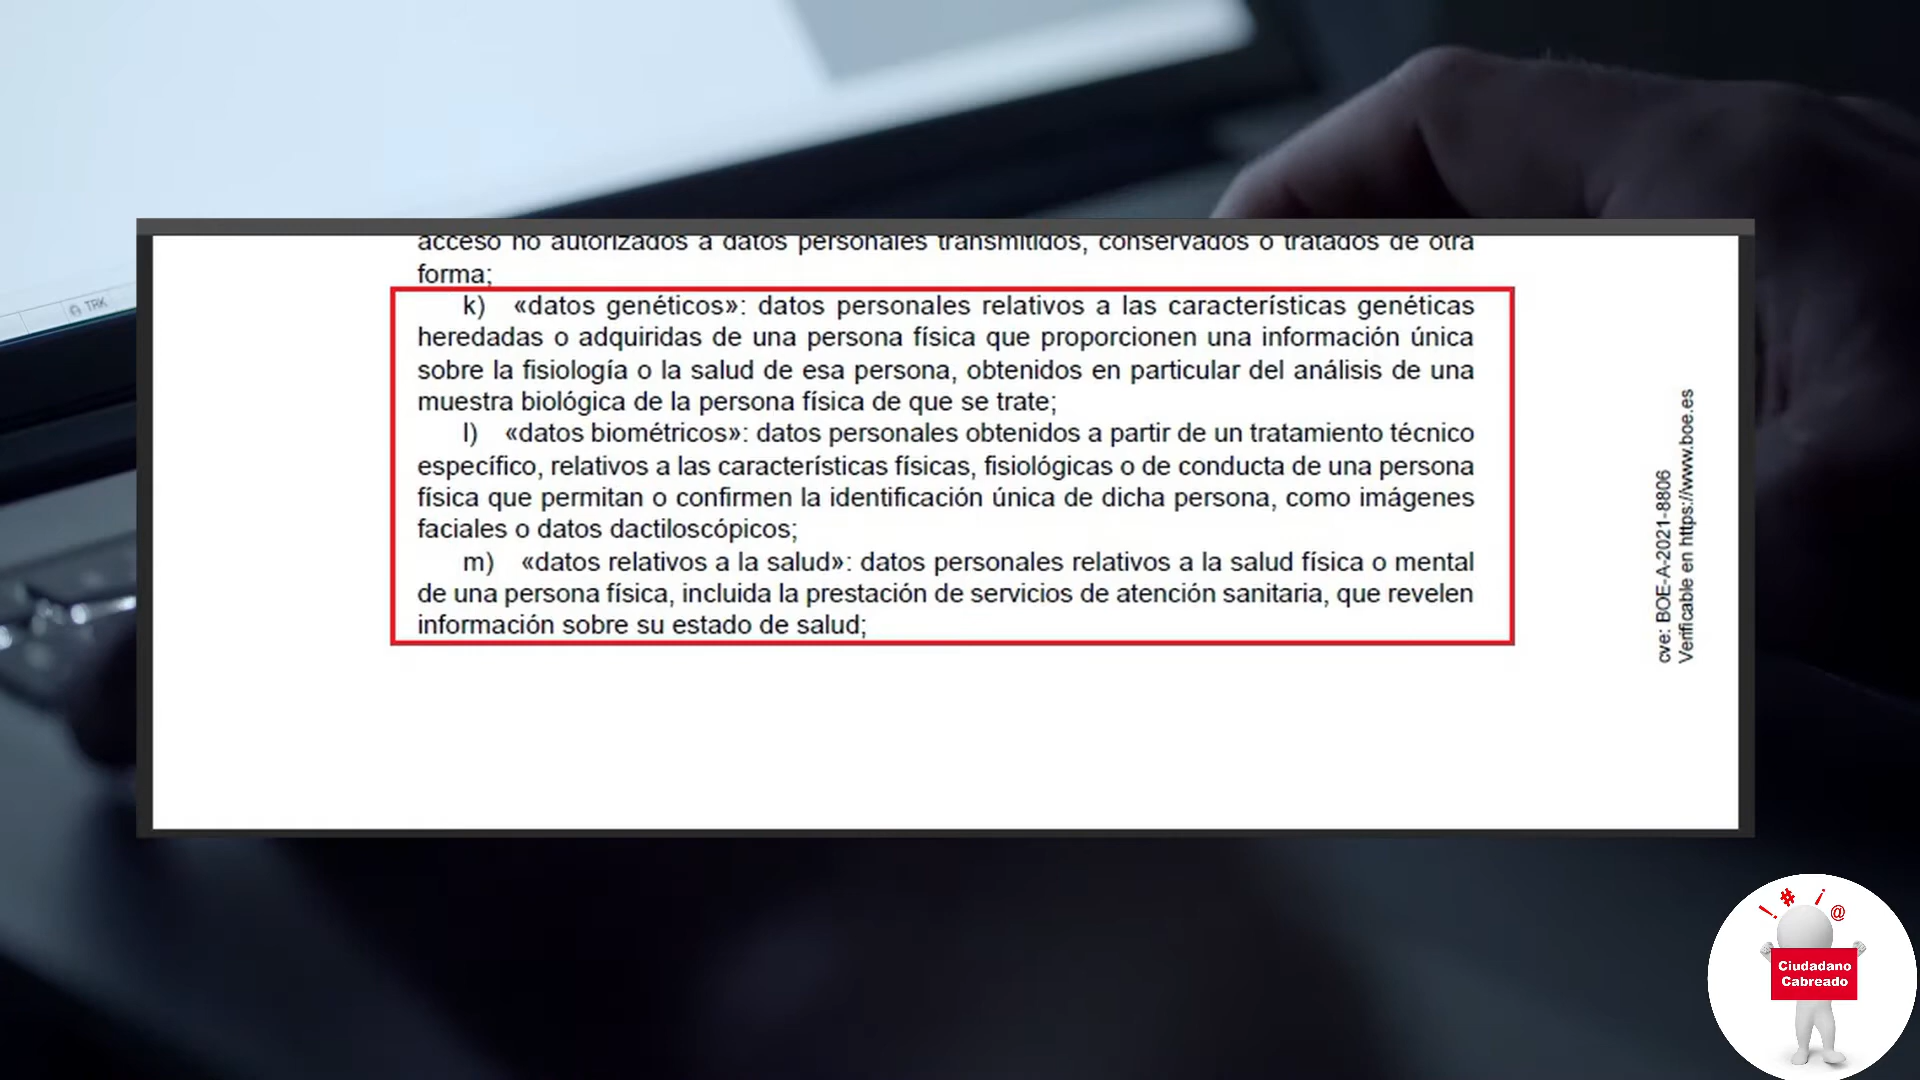 TRK
acceso no autorizados a datos personales transmitidos, conservados o tratados de otra
forma;
k) «datos genéticos»: datos personales relativos a las características genéticas
heredadas o adquiridas de una persona física que proporcionen una información única
sobre la fisiología o la salud de esa persona, obtenidos en particular del análisis de una
muestra biológica de la persona física de que se trate;
l) «datos biométricos»: datos personales obtenidos a partir de un tratamiento técnico
específico, relativos a las características físicas, fisiológicas o de conducta de una persona
física que permitan o confirmen la identificación única de dicha persona, como imágenes
faciales o datos dactiloscópicos;
m) «datos relativos a la salud»: datos personales relativos a la salud física o mental
de una persona física, incluida la prestación de servicios de atención sanitaria, que revelen
información sobre su estado de salud;
cve: BOE-A-2021-8806
Verificable en https://www.boe.es
! # ¡ @
Ciudadano
Cabreado